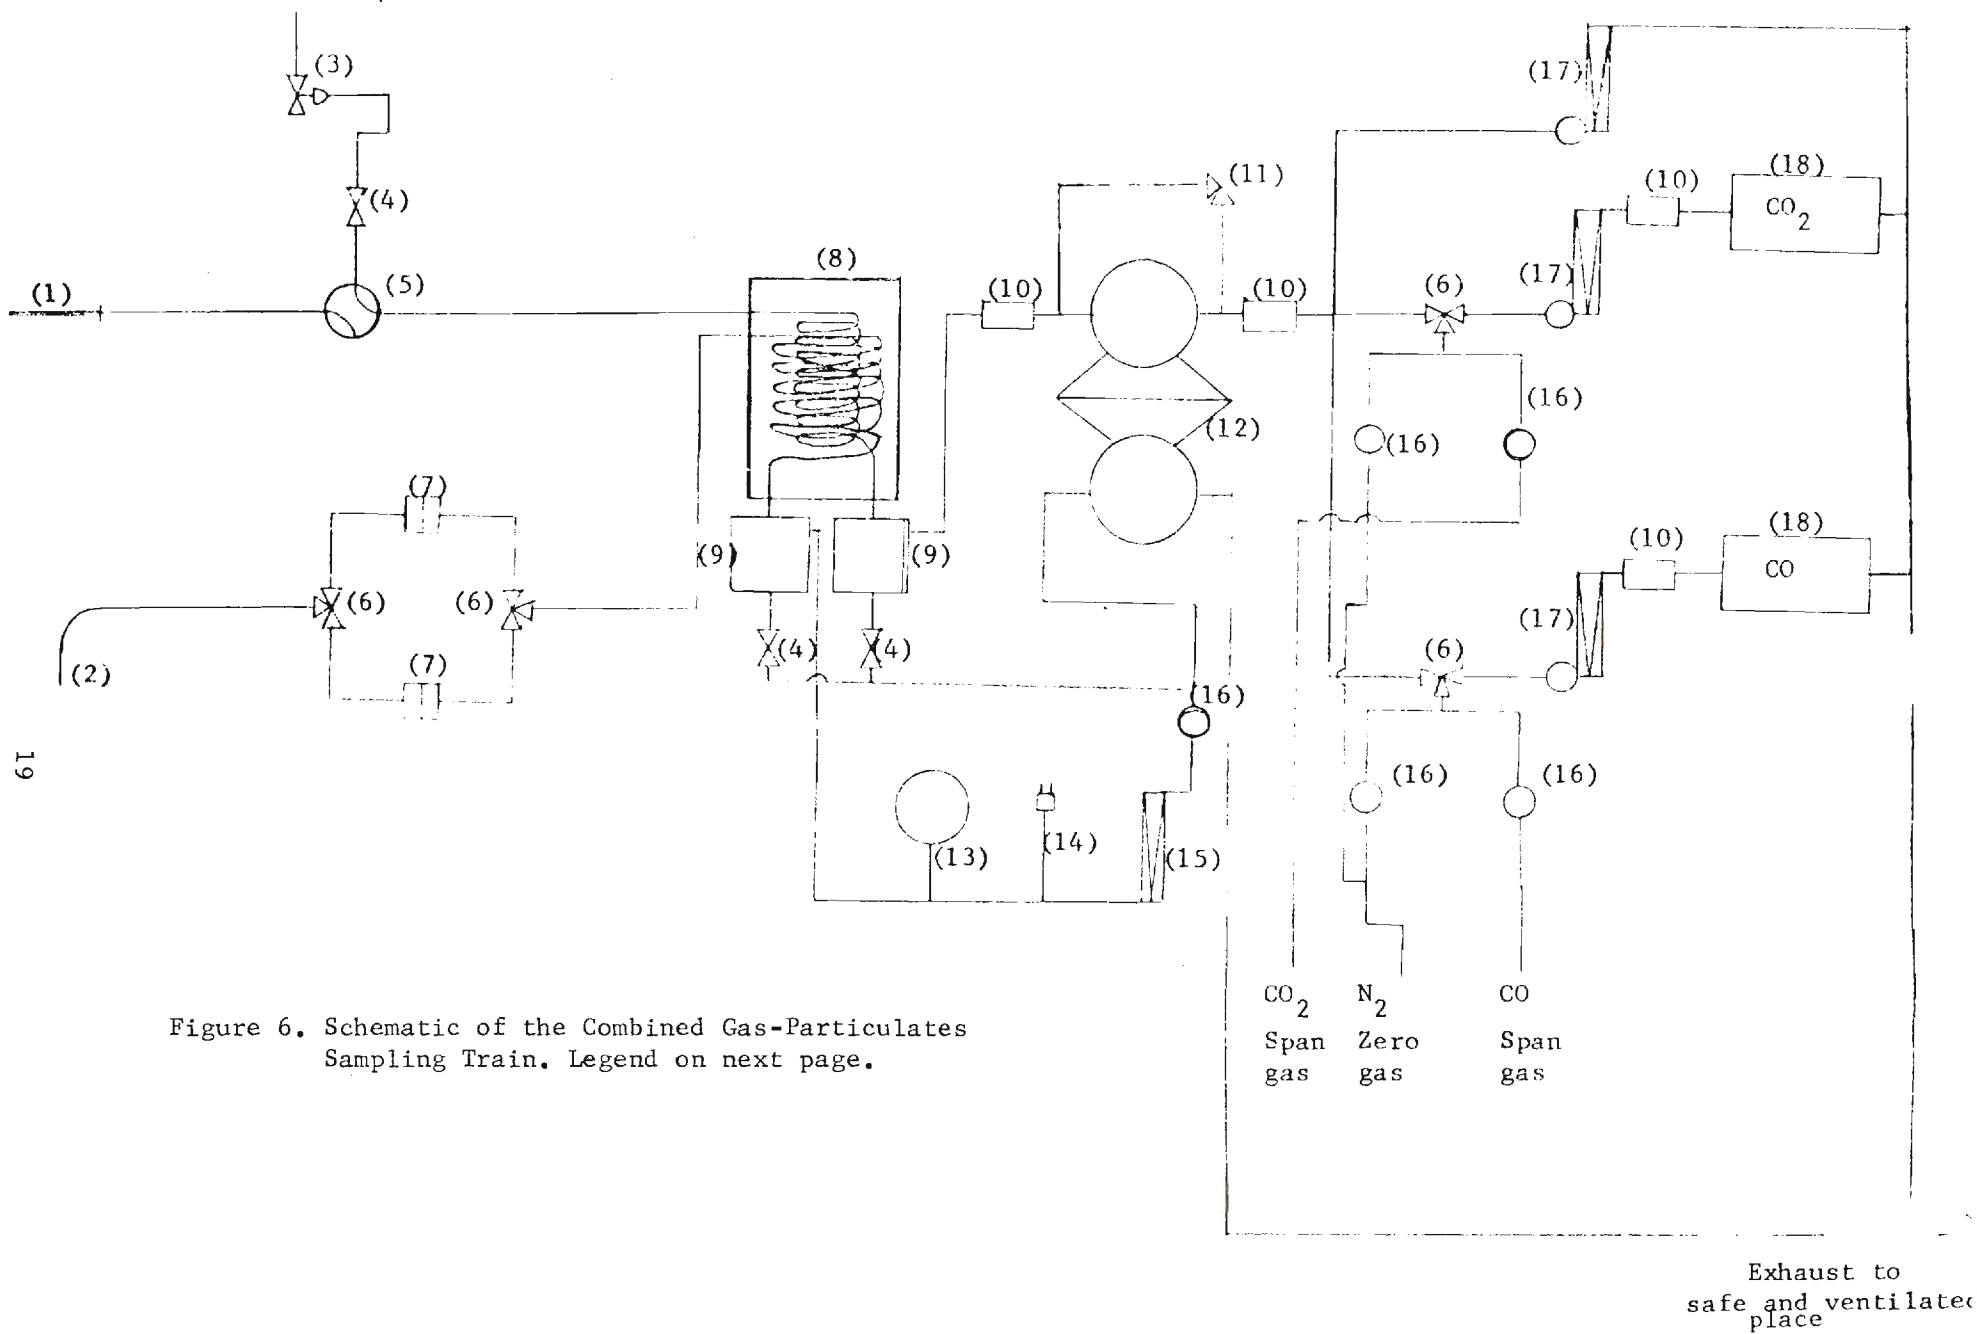 (3)
(17)
(4)
(11)
(10)
(18)
CO2
(1)
(5)
(8)
(10)
(10)
(6)
(17)
(16)
(12)
(16)
(7)
(9)
(9)
(10)
(18)
CO
(6)
(6)
(17)
(2)
(7)
(4)
(4)
(6)
(16)
19
(13)
(14)
(15)
(16)
(16)
CO2
Span
gas
N2
Zero
gas
CO
Span
gas
Figure 6. Schematic of the Combined Gas-Particulates
Sampling Train. Legend on next page.
Exhaust to
safe and ventilated
place